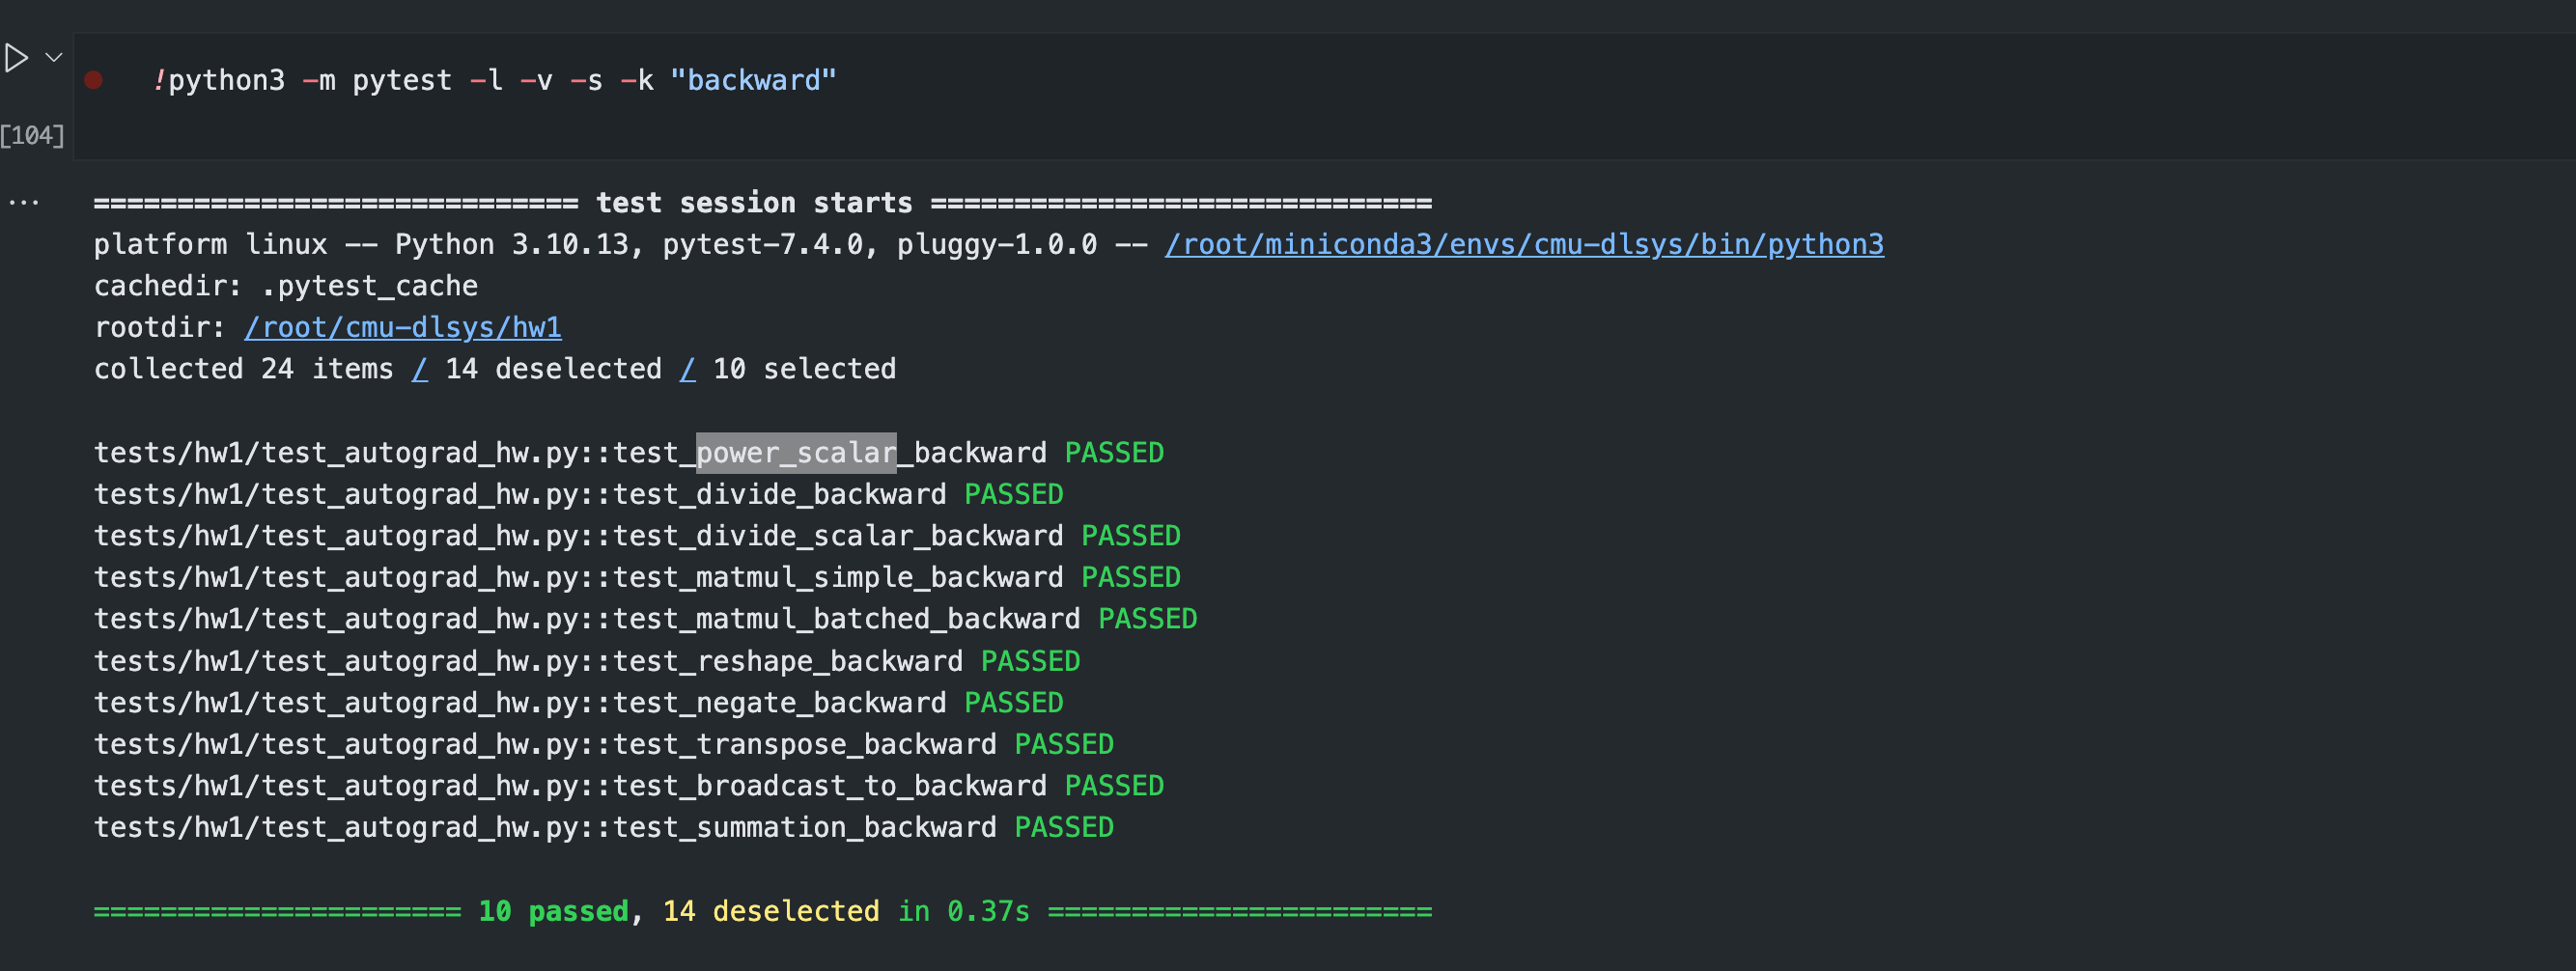 !python3 -m pytest -l -v -s -k "backward"
[104]
... ============================= test session starts ==============================
platform linux -- Python 3.10.13, pytest-7.4.0, pluggy-1.0.0 -- /root/miniconda3/envs/cmu-dlsys/bin/python3
cachedir: .pytest_cache
rootdir: /root/cmu-dlsys/hw1
collected 24 items / 14 deselected / 10 selected
tests/hw1/test_autograd_hw.py::test_power_scalar_backward PASSED
tests/hw1/test_autograd_hw.py::test_divide_backward PASSED
tests/hw1/test_autograd_hw.py::test_divide_scalar_backward PASSED
tests/hw1/test_autograd_hw.py::test_matmul_simple_backward PASSED
tests/hw1/test_autograd_hw.py::test_matmul_batched_backward PASSED
tests/hw1/test_autograd_hw.py::test_reshape_backward PASSED
tests/hw1/test_autograd_hw.py::test_negate_backward PASSED
tests/hw1/test_autograd_hw.py::test_transpose_backward PASSED
tests/hw1/test_autograd_hw.py::test_broadcast_to_backward PASSED
tests/hw1/test_autograd_hw.py::test_summation_backward PASSED
====================== 10 passed, 14 deselected in 0.37s =======================